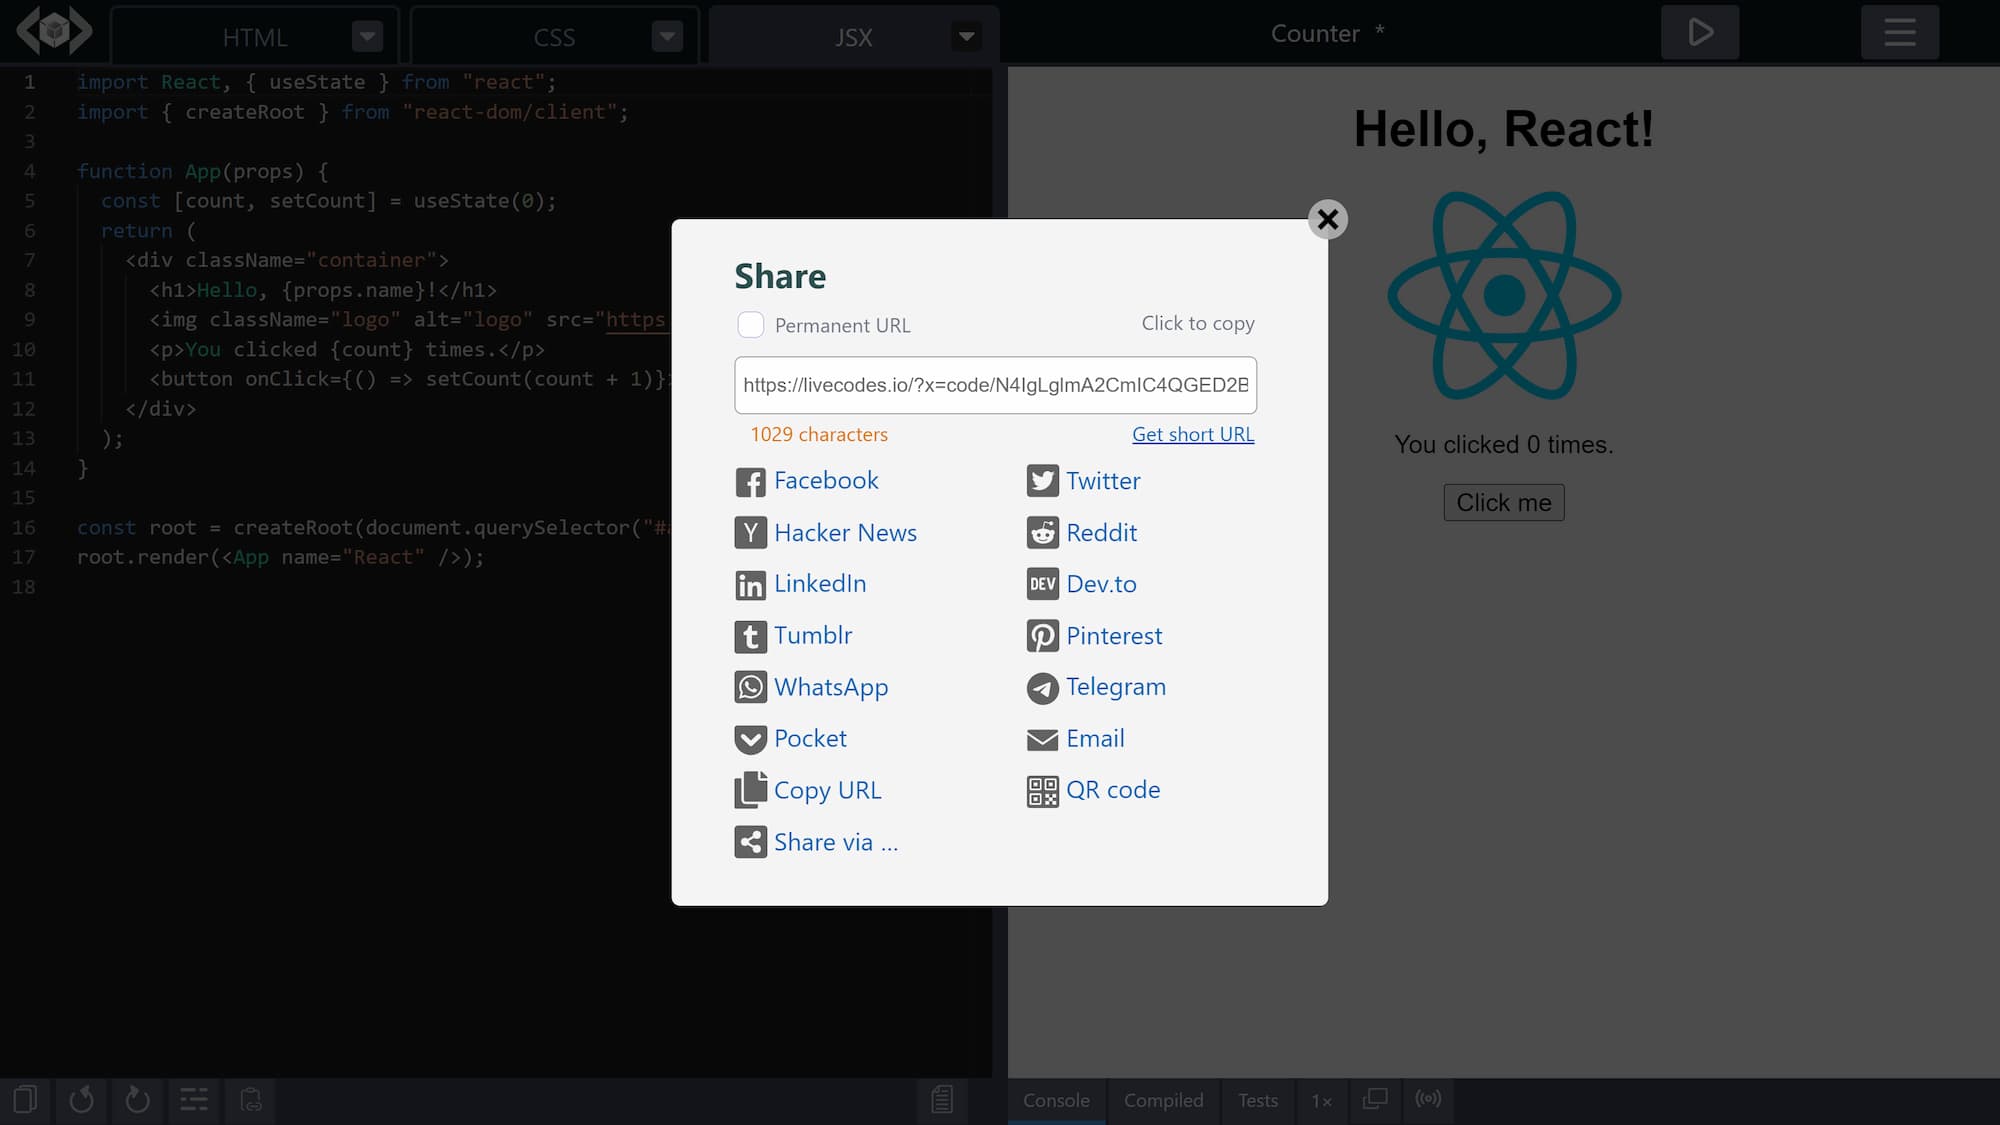 HTML
CSS
JSX
Counter *
1 import React, { useState } from "react";
2 import { createRoot } from "react-dom/client";
3
4 function App(props) {
5 const [count, setCount] = useState(0);
6 return (
7 <div className="container">
8 <h1>Hello, {props.name}!</h1>
9 <img className="logo" alt="logo" src="https
10 <p>You clicked {count} times.</p>
11 <button onClick={() => setCount(count + 1)}>
12 </div>
13 );
14 }
15
16 const root = createRoot(document.querySelector("#a
17 root.render(<App name="React" />);
18
Hello, React!
You clicked 0 times.
Click me
Share
Permanent URL
Click to copy
https://livecodes.io/?x=code/N4IgLglmA2CmIC4QGED2B
1029 characters
Get short URL
Facebook
Twitter
Y Hacker News
Reddit
in LinkedIn
DEV Dev.to
t Tumblr
Pinterest
WhatsApp
Telegram
Pocket
Email
Copy URL
QR code
Share via ...
Console
Compiled
Tests
1×